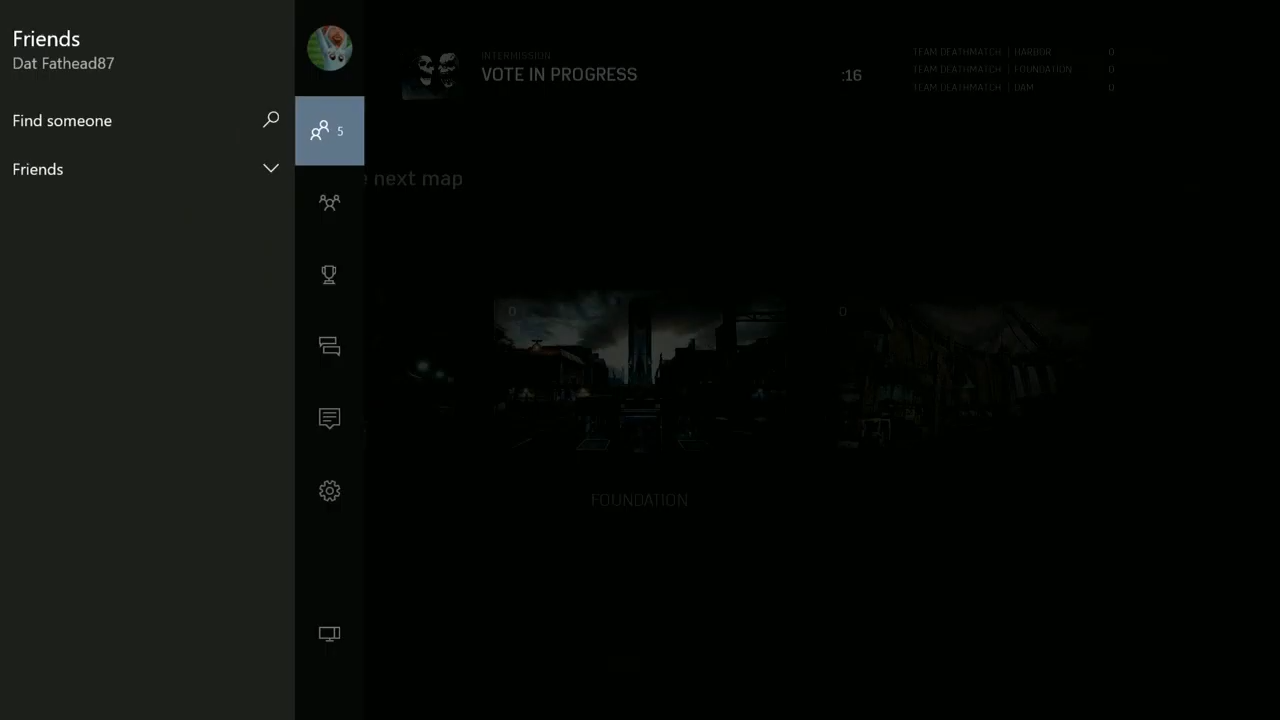 Friends
Dat Fathead87
Find someone
Friends
5
INTERMISSION
VOTE IN PROGRESS
:16
TEAM DEATHMATCH | HARBOR 0
TEAM DEATHMATCH | FOUNDATION 0
TEAM DEATHMATCH | DAM 0
next map
0
0
FOUNDATION